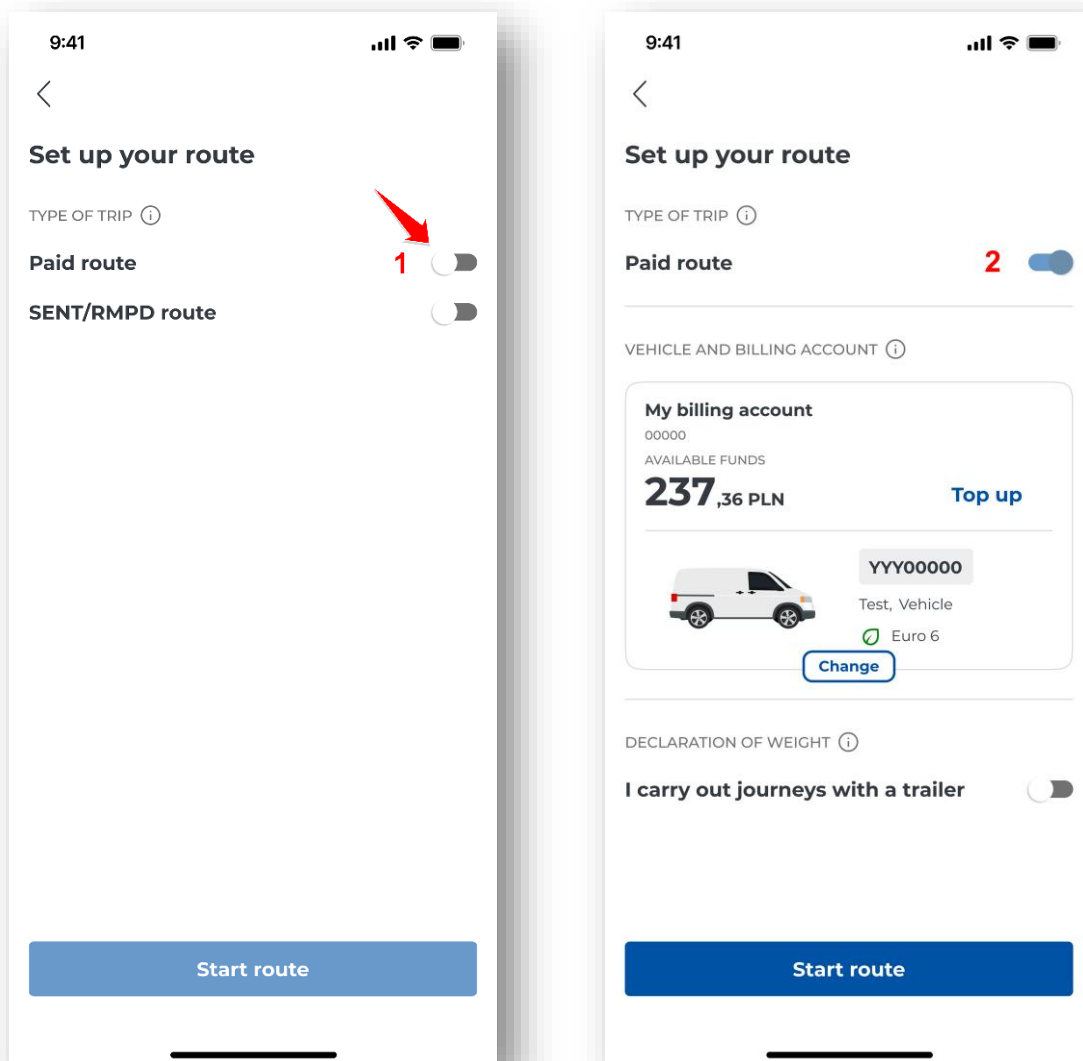 9:41
Set up your route
TYPE OF TRIP
Paid route
1
SENT/RMPD route
Start route
9:41
Set up your route
TYPE OF TRIP
Paid route
2
VEHICLE AND BILLING ACCOUNT
My billing account
00000
AVAILABLE FUNDS
237,36 PLN
Top up
YYY00000
Test, Vehicle
Euro 6
Change
DECLARATION OF WEIGHT
I carry out journeys with a trailer
Start route